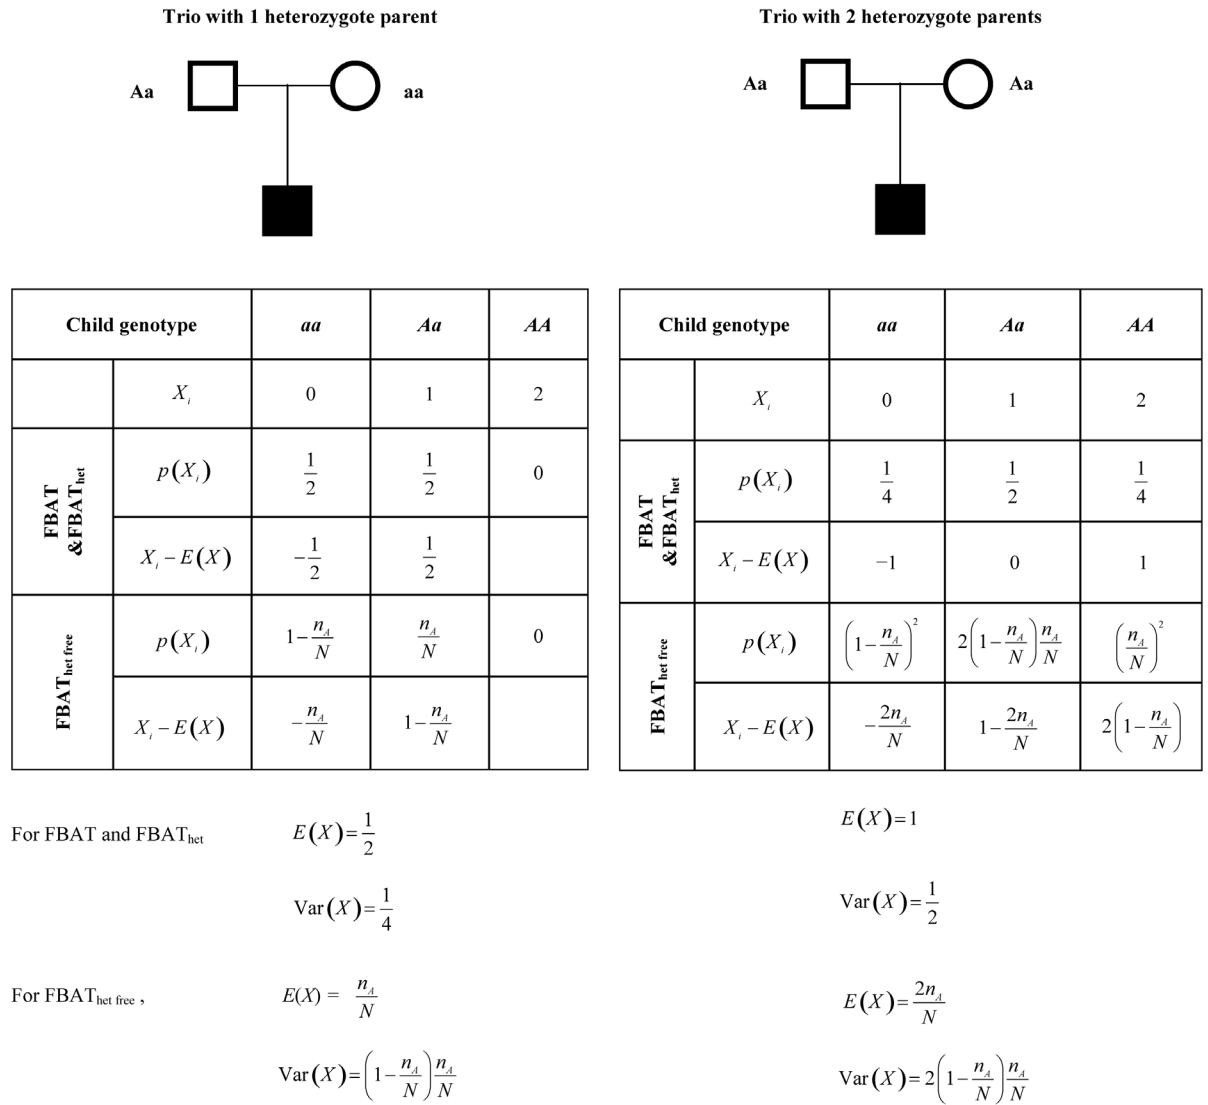 Trio with 1 heterozygote parent
Aa
aa
Child genotype aa Aa AA
X_i 0 1 2
FBAT &FBAT_het
p(X_i) 1/2 1/2 0
X_i − E(X) −1/2 1/2
FBAT_het free
p(X_i) 1−n_A/N n_A/N 0
X_i − E(X) −n_A/N 1−n_A/N
Trio with 2 heterozygote parents
Aa
Aa
Child genotype aa Aa AA
X_i 0 1 2
FBAT &FBAT_het
p(X_i) 1/4 1/2 1/4
X_i − E(X) −1 0 1
FBAT_het free
p(X_i) (1−n_A/N)^2 2(1−n_A/N)n_A/N (n_A/N)^2
X_i − E(X) −2n_A/N 1−2n_A/N 2(1−n_A/N)
For FBAT and FBAT_het E(X)=1/2 E(X)=1
Var(X)=1/4 Var(X)=1/2
For FBAT_het free , E(X) = n_A/N E(X)=2n_A/N
Var(X)=(1−n_A/N)n_A/N Var(X)=2(1−n_A/N)n_A/N